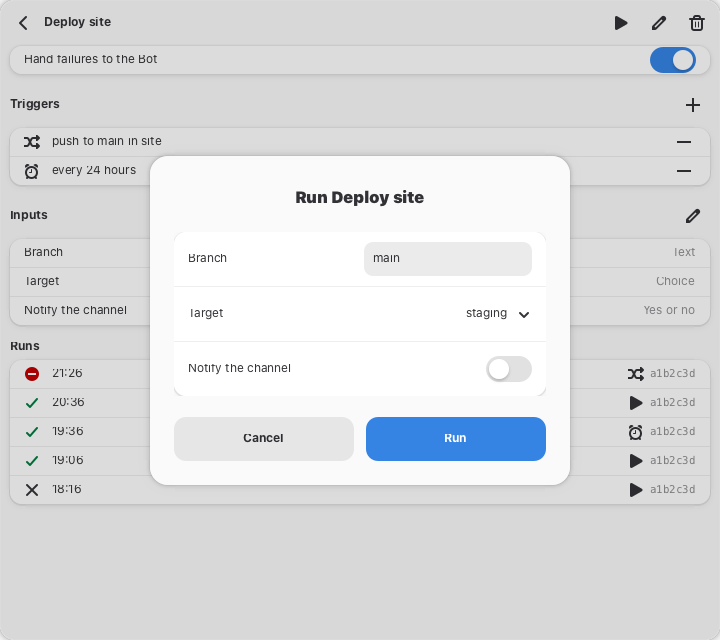 Deploy site
Hand failures to the Bot
Triggers
push to main in site
every 24 hours
Inputs
Branch Text
Target Choice
Notify the channel Yes or no
Runs
21:26 a1b2c3d
20:36 a1b2c3d
19:36 a1b2c3d
19:06 a1b2c3d
18:16 a1b2c3d
Run Deploy site
Branch main
Target staging
Notify the channel
Cancel Run